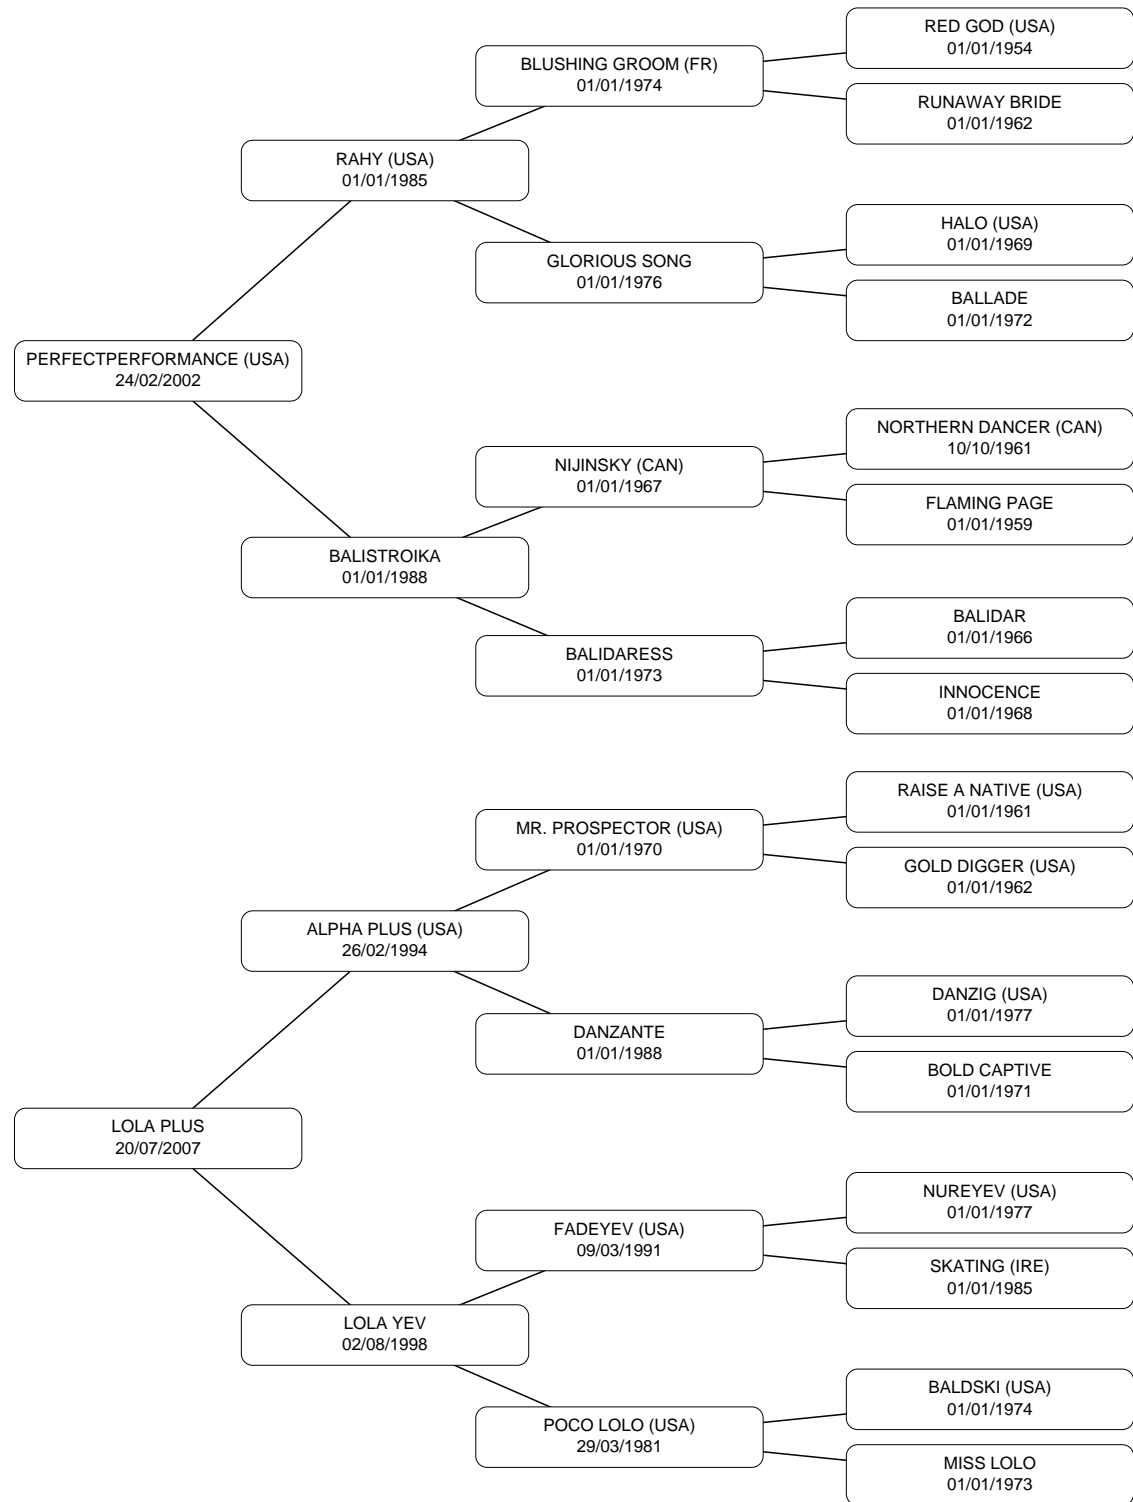 RED GOD (USA)
01/01/1954
BLUSHING GROOM (FR)
01/01/1974
RUNAWAY BRIDE
01/01/1962
RAHY (USA)
01/01/1985
HALO (USA)
01/01/1969
GLORIOUS SONG
01/01/1976
BALLADE
01/01/1972
PERFECTPERFORMANCE (USA)
24/02/2002
NORTHERN DANCER (CAN)
10/10/1961
NIJINSKY (CAN)
01/01/1967
FLAMING PAGE
01/01/1959
BALISTROIKA
01/01/1988
BALIDAR
01/01/1966
BALIDARESS
01/01/1973
INNOCENCE
01/01/1968
RAISE A NATIVE (USA)
01/01/1961
MR. PROSPECTOR (USA)
01/01/1970
GOLD DIGGER (USA)
01/01/1962
ALPHA PLUS (USA)
26/02/1994
DANZIG (USA)
01/01/1977
DANZANTE
01/01/1988
BOLD CAPTIVE
01/01/1971
LOLA PLUS
20/07/2007
NUREYEV (USA)
01/01/1977
FADEYEV (USA)
09/03/1991
SKATING (IRE)
01/01/1985
LOLA YEV
02/08/1998
BALDSKI (USA)
01/01/1974
POCO LOLO (USA)
29/03/1981
MISS LOLO
01/01/1973